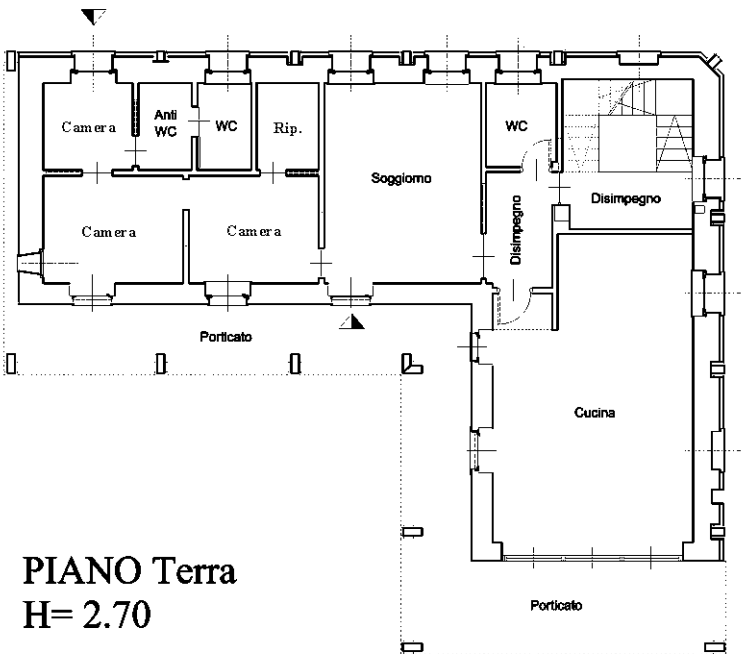 Camera
Anti
WC
WC
Rip.
WC
Soggiorno
Disimpegno
Disimpegno
Camera
Camera
Porticato
Cucina
PIANO Terra
H= 2.70
Porticato